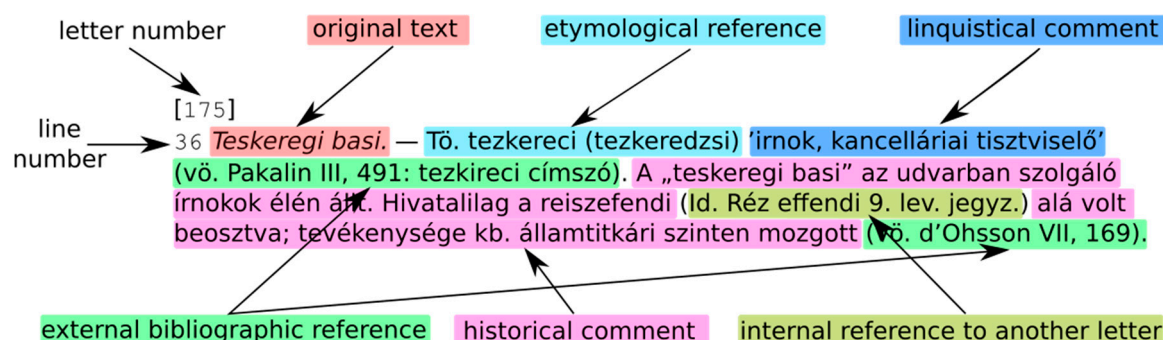 letter number
original text
etymological reference
linquistical comment
[175]
line
number
36 Teskeregi basi. — Tö. tezkereci (tezkeredzsi) ’irnok, kancelláriai tisztviselő’
(vö. Pakalin III, 491: tezkireci címszó). A „teskeregi basi” az udvarban szolgáló
írnokok élén állt. Hivatalilag a reiszefendi (ld. Réz effendi 9. lev. jegyz.) alá volt
beosztva; tevékenysége kb. államtitkári szinten mozgott (vö. d’Ohsson VII, 169).
external bibliographic reference
historical comment
internal reference to another letter